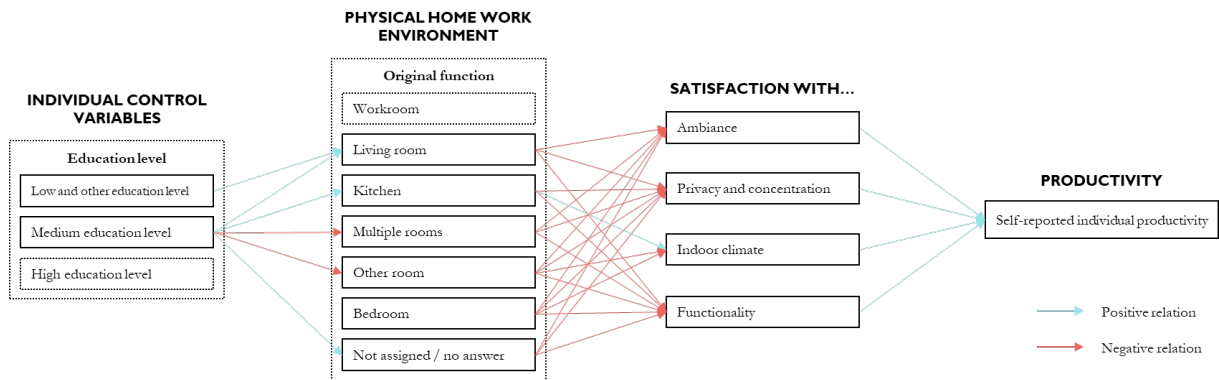 PHYSICAL HOME WORK
ENVIRONMENT
INDIVIDUAL CONTROL
VARIABLES
Education level
Low and other education level
Medium education level
High education level
Original function
Workroom
Living room
Kitchen
Multiple rooms
Other room
Bedroom
Not assigned / no answer
SATISFACTION WITH...
Ambiance
Privacy and concentration
Indoor climate
Functionality
PRODUCTIVITY
Self-reported individual productivity
Positive relation
Negative relation